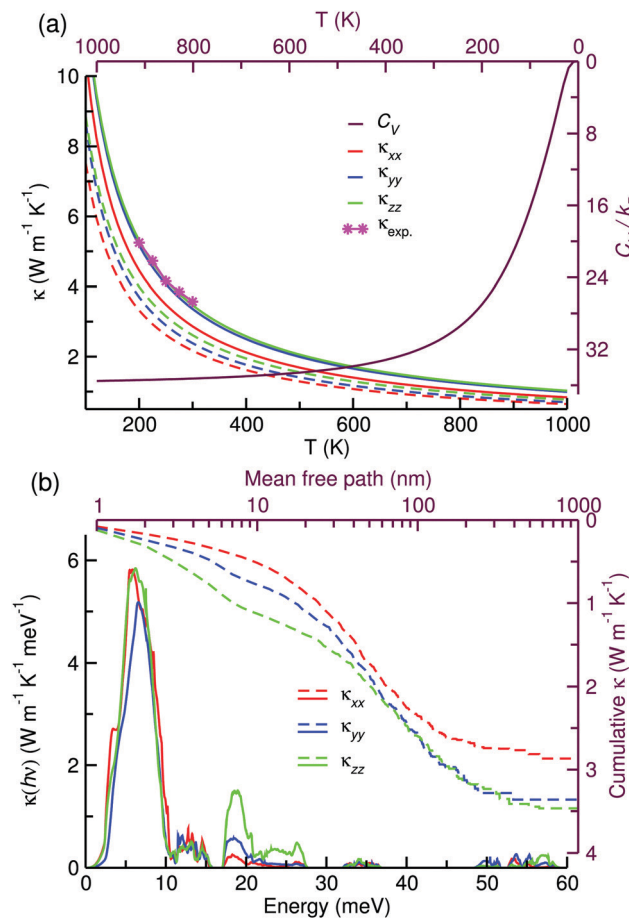 (a)
T (K)
1000 800 600 400 200 0
10
8
6
4
2
κ (W m⁻¹ K⁻¹)
C_V
κ_xx
κ_yy
κ_zz
κ_exp.
0
8
16
24
32
200 400 600 800 1000
T (K)
(b)
Mean free path (nm)
1 10 100 1000
6
4
2
0
κ(hν) (W m⁻¹ K⁻¹ meV⁻¹)
κ_xx
κ_yy
κ_zz
0
1
2
3
4
Cumulative κ (W m⁻¹ K⁻¹)
0 10 20 30 40 50 60
Energy (meV)